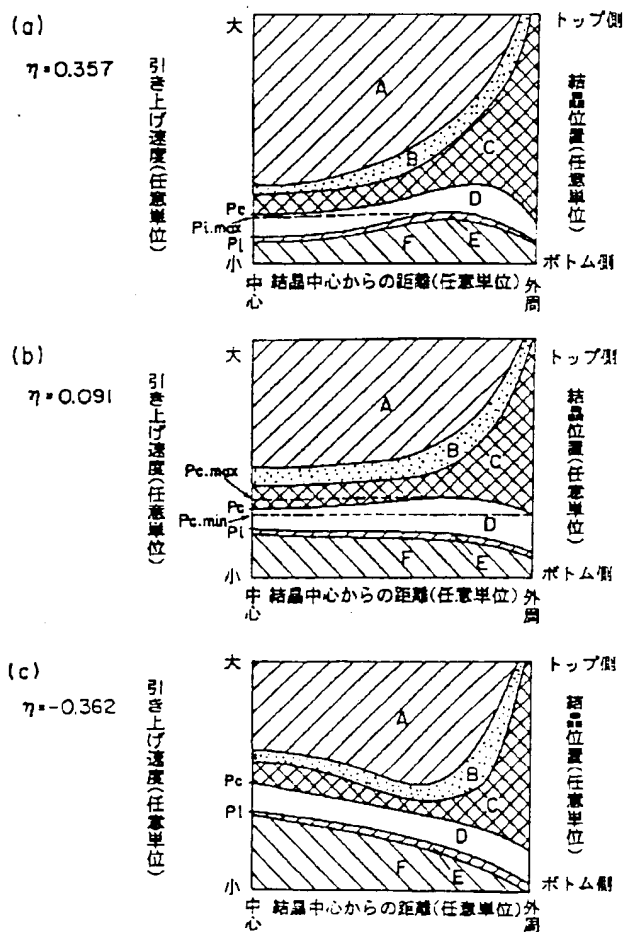 (a)
η=0.357
引き上げ速度(任意単位)
大
小
Pc
Pi.max
Pi
A
B
C
D
E
F
トップ側
結晶位置(任意単位)
ボトム側
中心
結晶中心からの距離(任意単位)
外周
(b)
η=0.091
引き上げ速度(任意単位)
大
小
Pc.max
Pc
Pc.min
Pi
A
B
C
D
E
F
トップ側
結晶位置(任意単位)
ボトム側
中心
結晶中心からの距離(任意単位)
外周
(c)
η=-0.362
引き上げ速度(任意単位)
大
小
Pc
Pi
A
B
C
D
E
F
トップ側
結晶位置(任意単位)
ボトム側
中心
結晶中心からの距離(任意単位)
外周